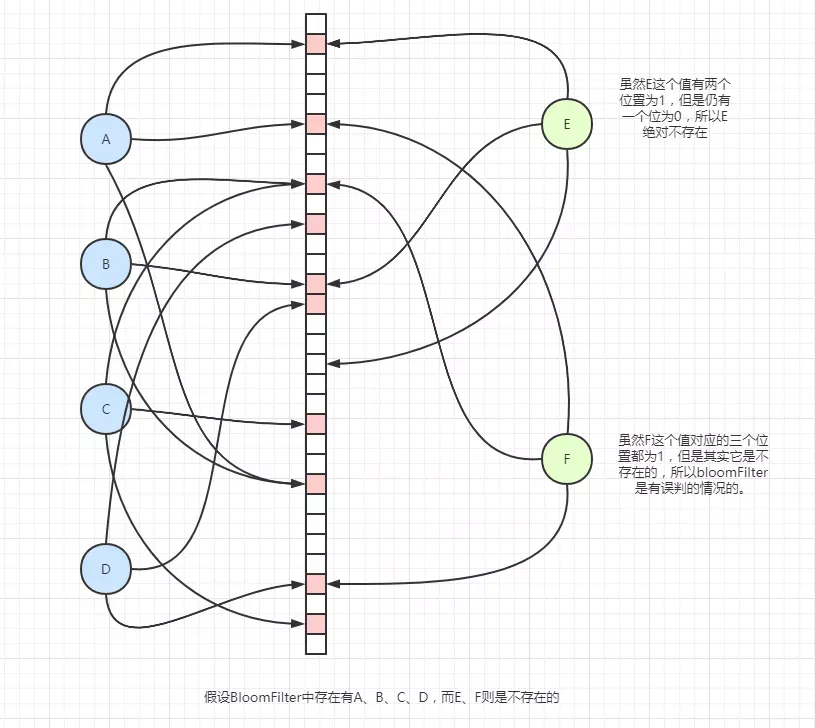 A
B
C
D
E
虽然E这个值有两个
位置为1，但是仍有
一个位为0，所以E
绝对不存在
F
虽然F这个值对应的三个位
置都为1，但是其实它是不
存在的，所以bloomFilter
是有误判的情况的。
假设BloomFilter中存在有A、B、C、D，而E、F则是不存在的